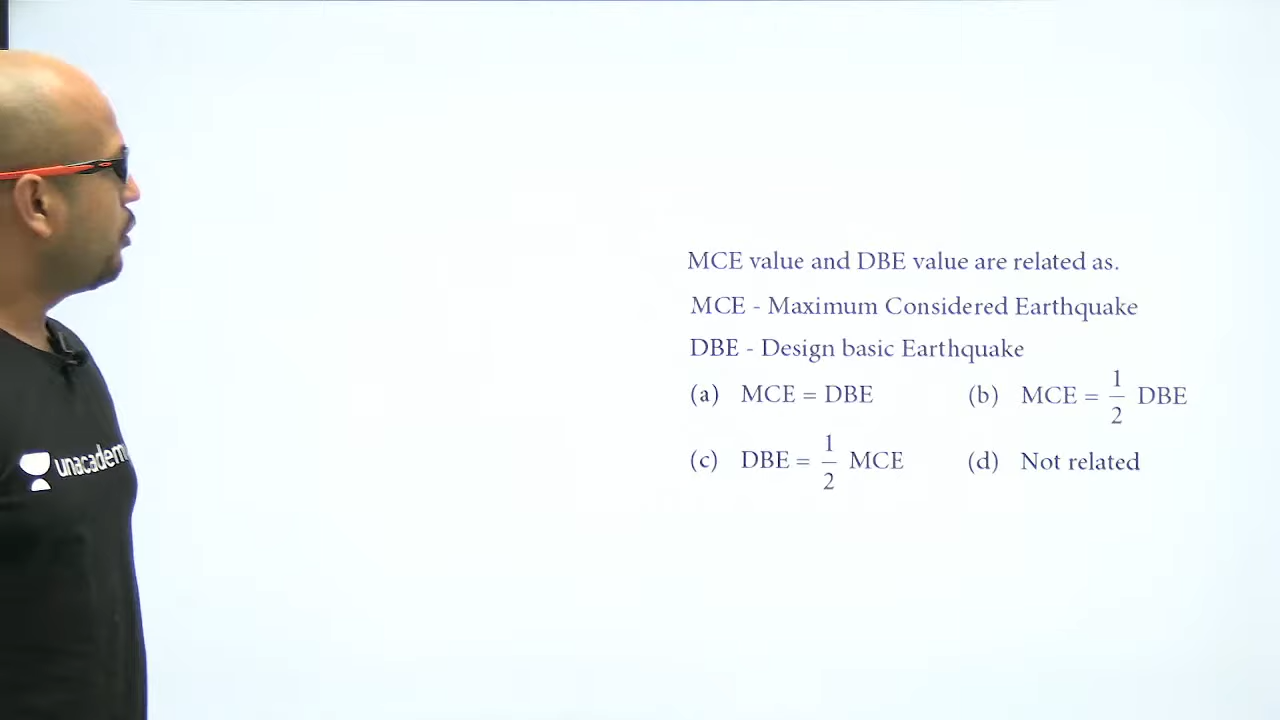 MCE value and DBE value are related as.
MCE - Maximum Considered Earthquake
DBE - Design basic Earthquake
(a) MCE = DBE (b) MCE = 1/2 DBE
(c) DBE = 1/2 MCE (d) Not related
unacademy